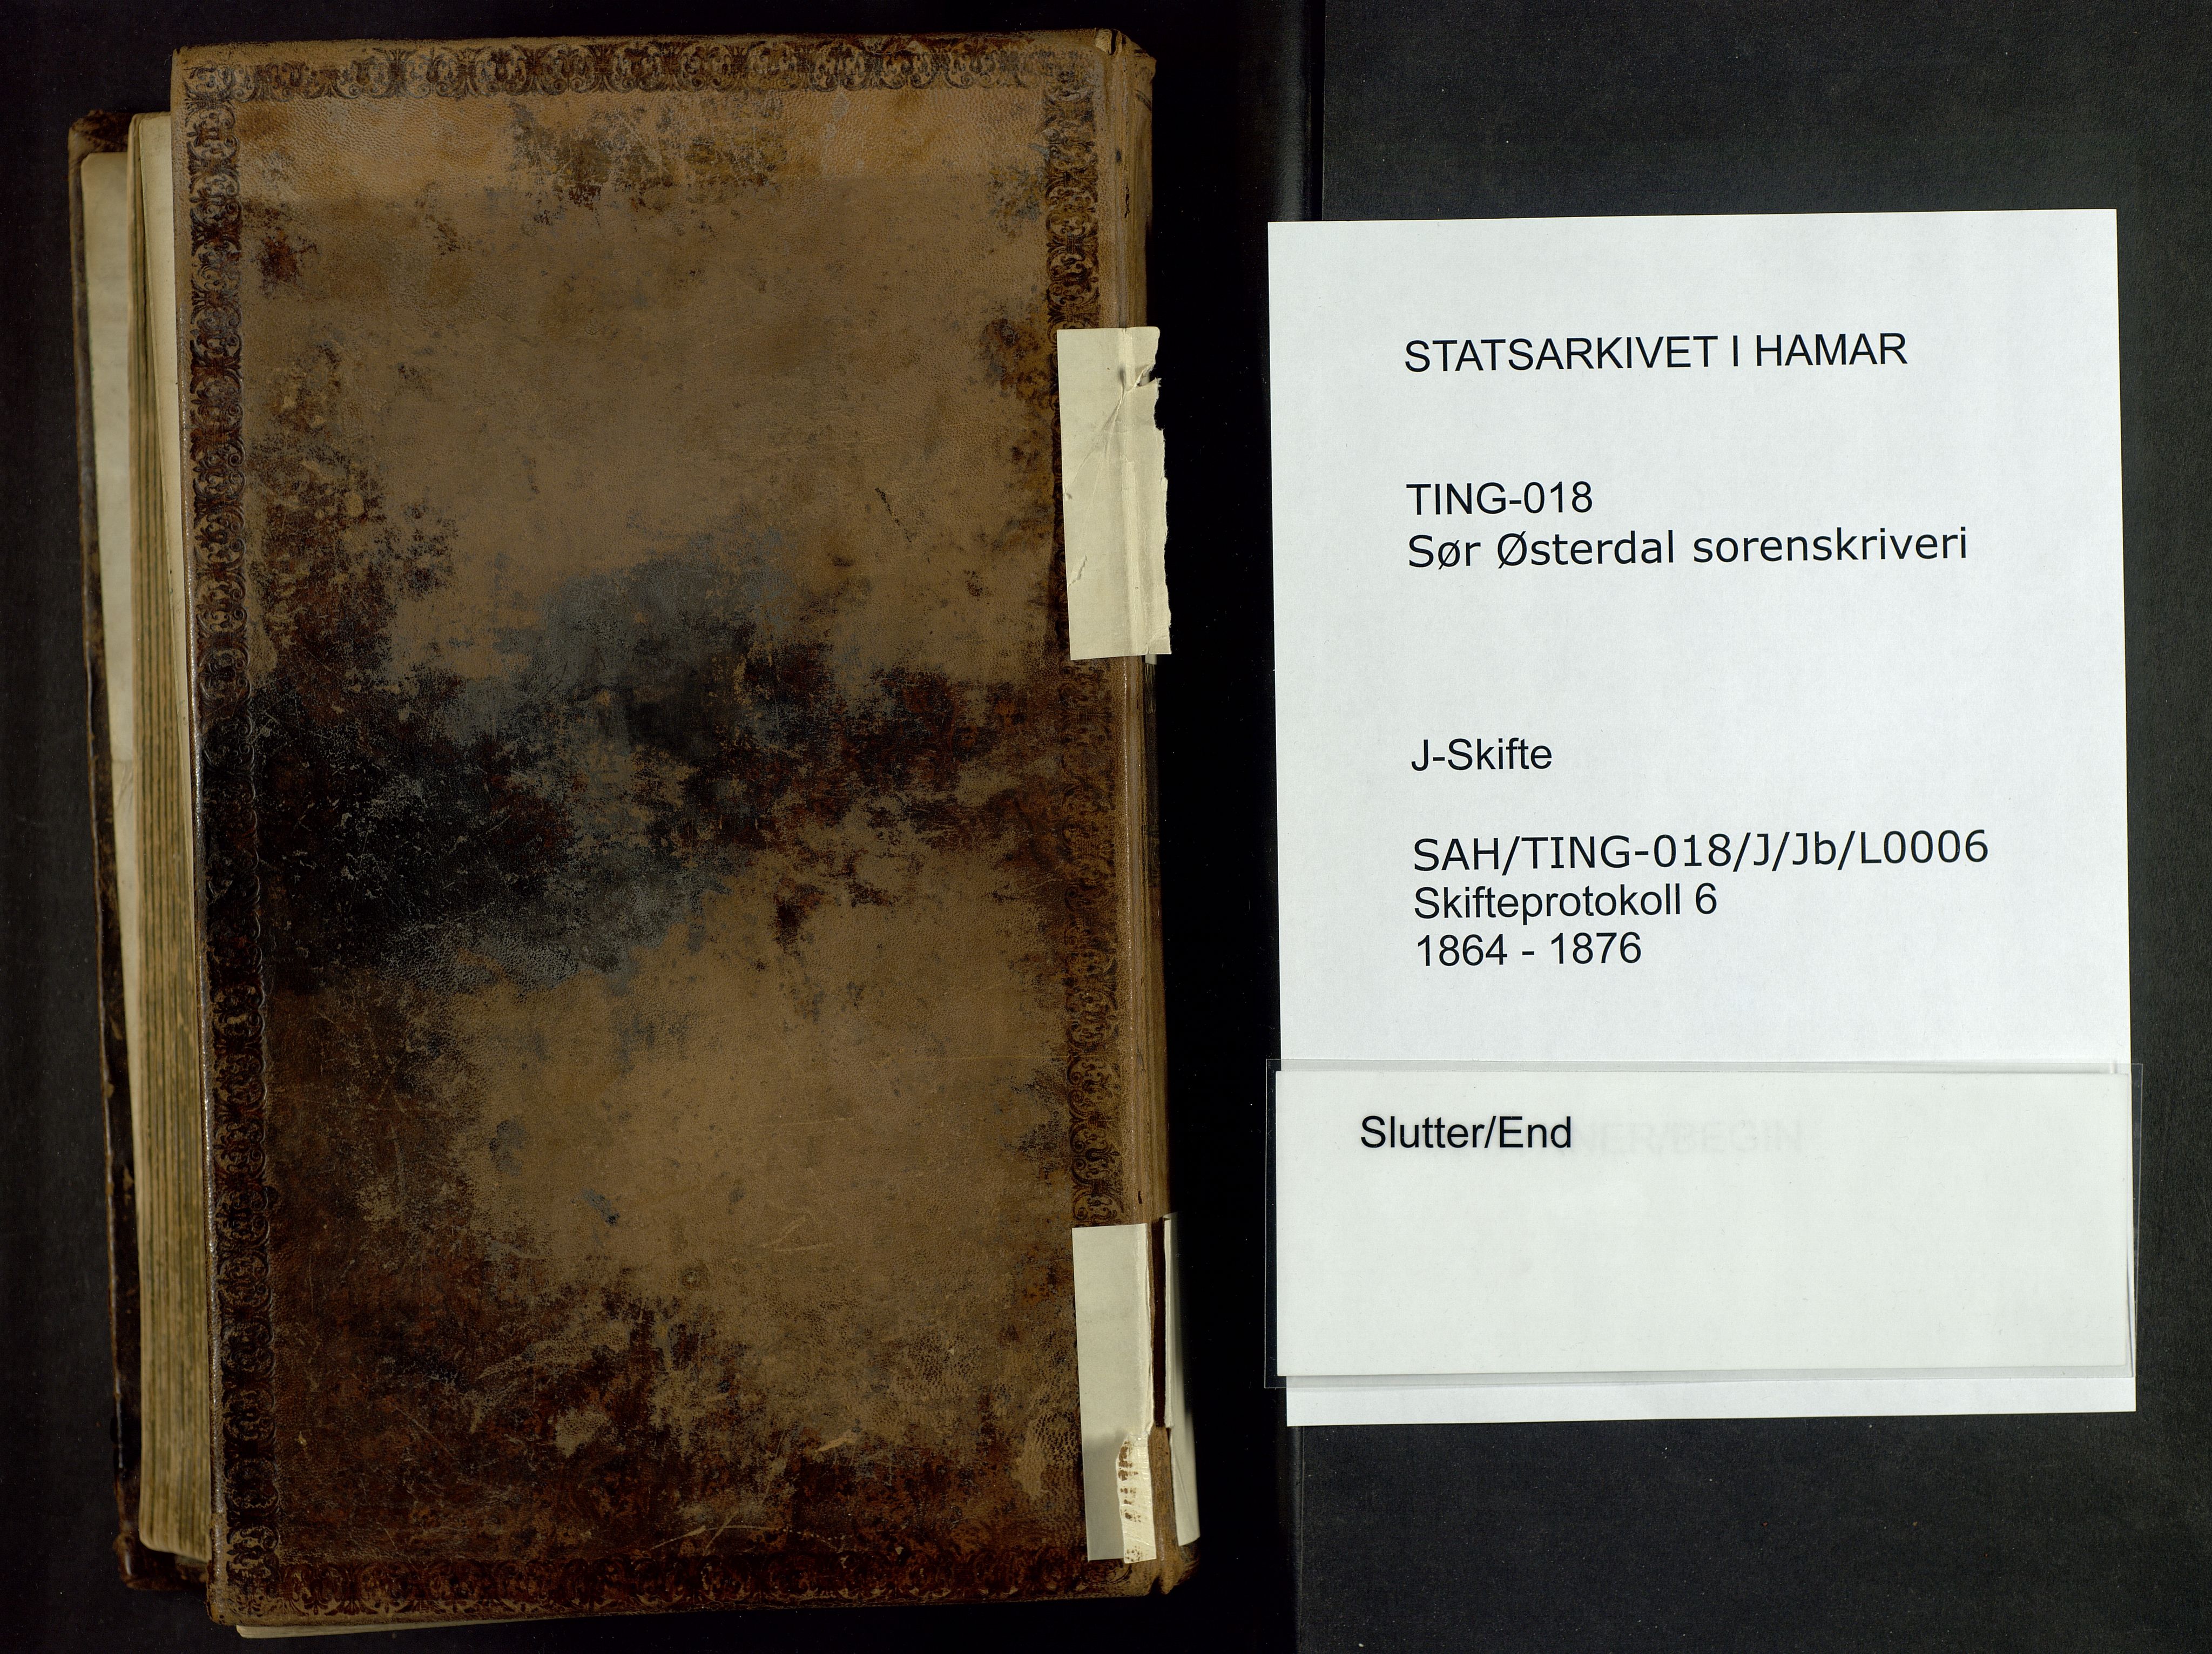 STATSARKIVET I HAMAR
TING-018
Sør Østerdal sorenskriveri
J-Skifte
SAH/TING-018/J/Jb/L0006
Skifteprotokoll 6
1864 - 1876
Slutter/End